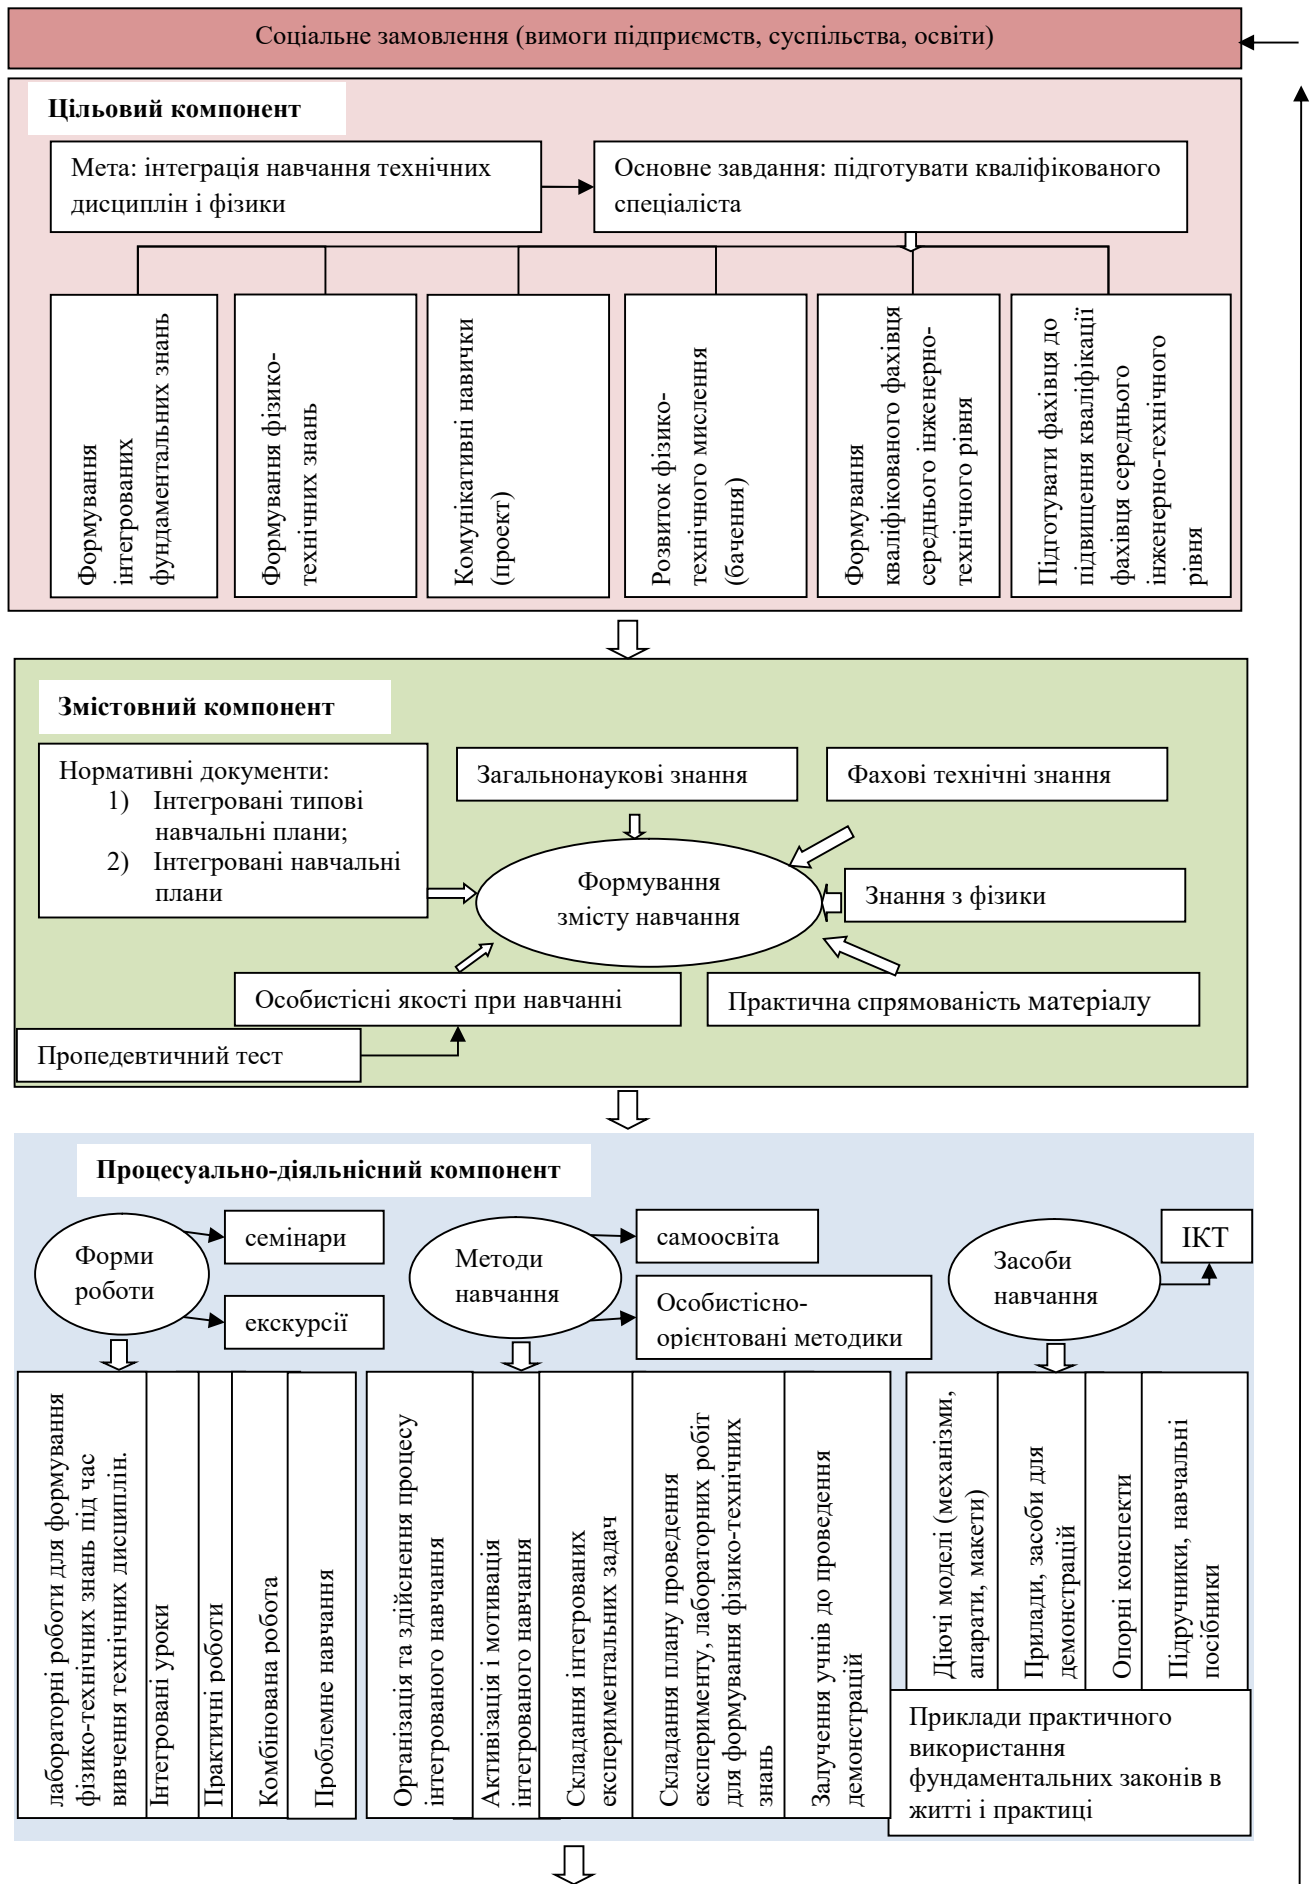 Соціальне замовлення (вимоги підприємств, суспільства, освіти)
Цільовий компонент
Мета: інтеграція навчання технічних
дисциплін і фізики
Основне завдання: підготувати кваліфікованого
спеціаліста
Формування
інтегрованих
фундаментальних знань
Формування фізико-
технічних знань
Комунікативні навички
(проект)
Розвиток фізико-
технічного мислення
(бачення)
Формування
кваліфікованого фахівця
середнього інженерно-
технічного рівня
Підготувати фахівця до
підвищення кваліфікації
фахівця середнього
інженерно-технічного
рівня
Змістовний компонент
Нормативні документи:
1) Інтегровані типові
навчальні плани;
2) Інтегровані навчальні
плани
Загальнонаукові знання
Фахові технічні знання
Формування
змісту навчання
Знання з фізики
Особистісні якості при навчанні
Практична спрямованість матеріалу
Пропедевтичний тест
Процесуально-діяльнісний компонент
Форми
роботи
семінари
екскурсії
Методи
навчання
самоосвіта
Особистісно-
орієнтовані методики
Засоби
навчання
ІКТ
лабораторні роботи для формування
фізико-технічних знань під час
вивчення технічних дисциплін.
Інтегровані уроки
Практичні роботи
Комбінована робота
Проблемне навчання
Організація та здійснення процесу
інтегрованого навчання
Активізація і мотивація
інтегрованого навчання
Складання інтегрованих
експериментальних задач
Складання плану проведення
експерименту, лабораторних робіт
для формування фізико-технічних
знань
Залучення учнів до проведення
демонстрацій
Діючі моделі (механізми,
апарати, макети)
Прилади, засоби для
демонстрацій
Опорні конспекти
Підручники, навчальні
посібники
Приклади практичного
використання
фундаментальних законів в
житті і практиці